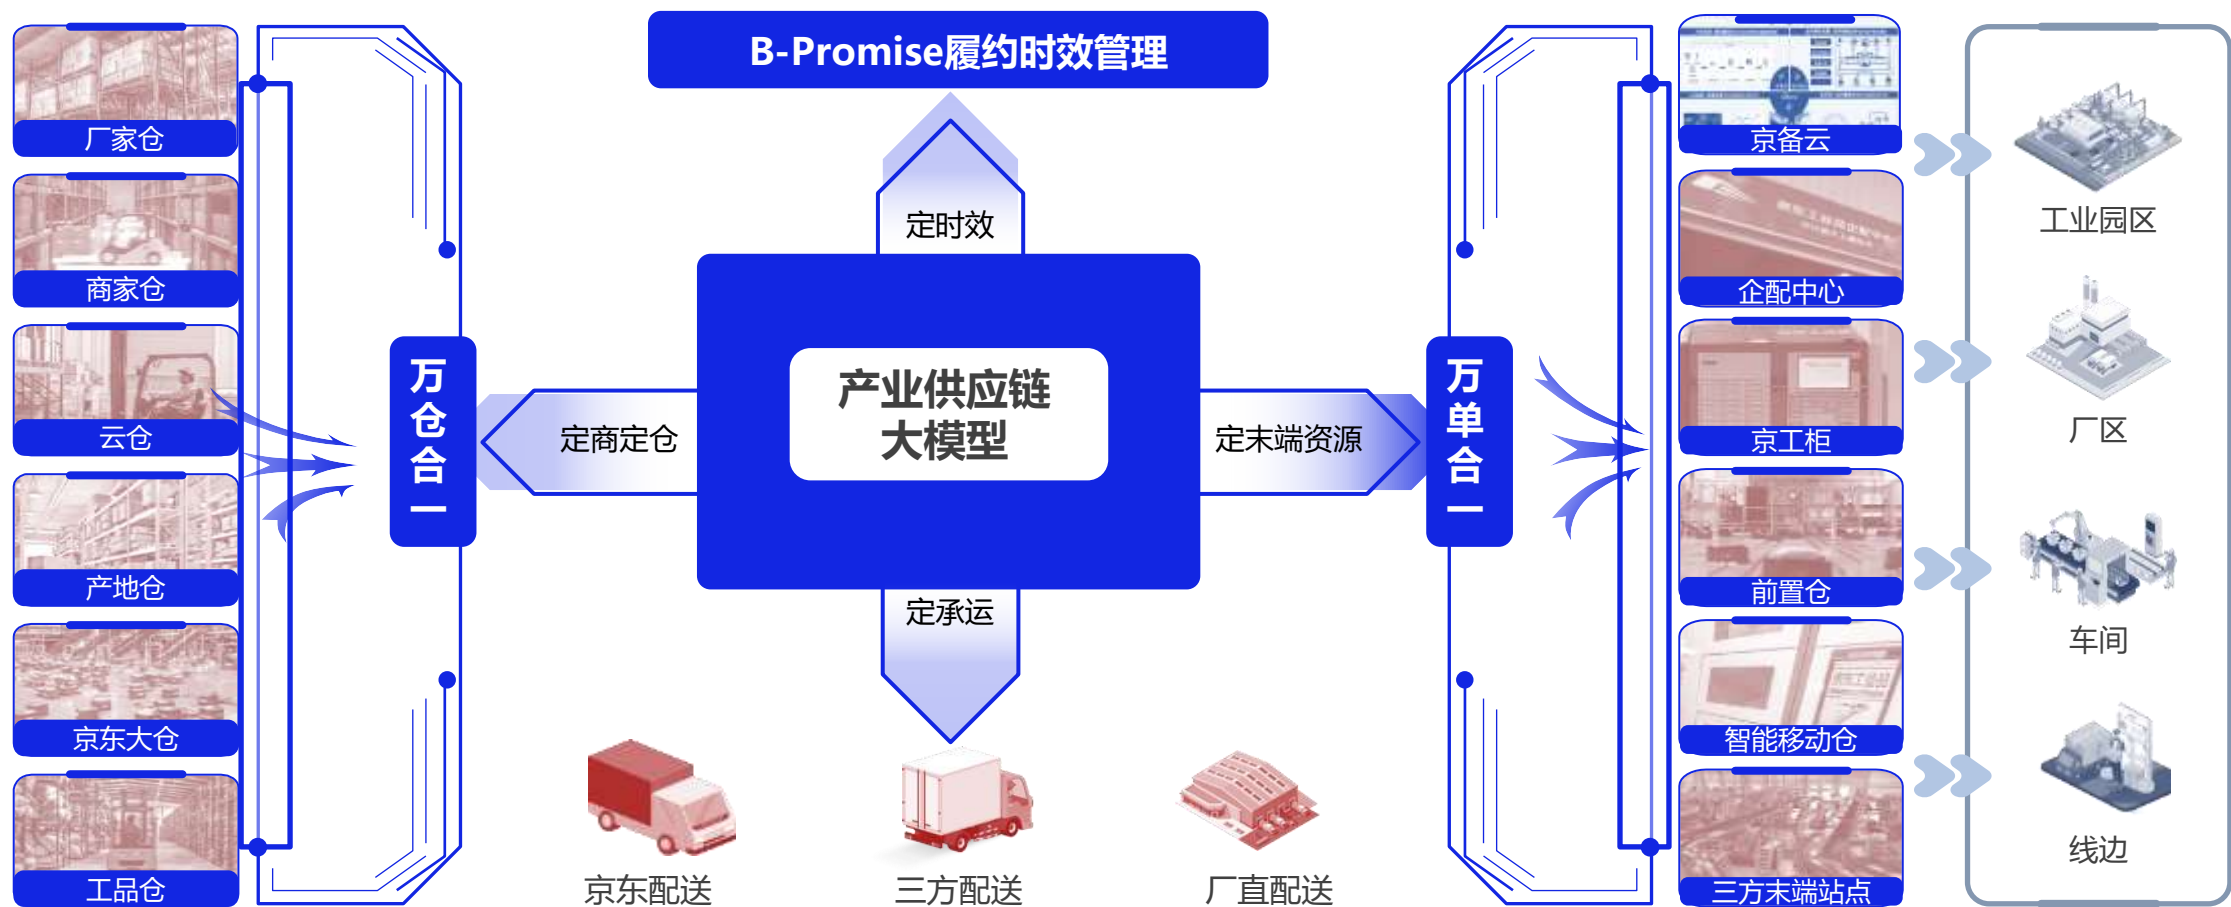 B-Promise履约时效管理
厂家仓
商家仓
云仓
产地仓
京东大仓
工品仓
万仓合一
定时效
定商定仓
产业供应链
大模型
定末端资源
定承运
京东配送
三方配送
厂直配送
万单合一
京备云
企配中心
京工柜
前置仓
智能移动仓
三方末端站点
工业园区
厂区
车间
线边